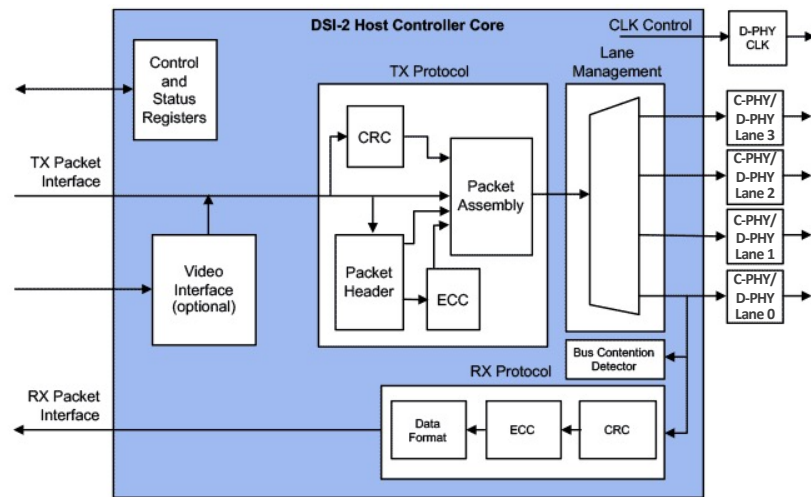 DSI-2 Host Controller Core
CLK Control
D-PHY
CLK
Control
and
Status
Registers
TX Protocol
Lane
Management
C-PHY/
D-PHY
Lane 3
CRC
TX Packet
Interface
Packet
Assembly
C-PHY/
D-PHY
Lane 2
C-PHY/
D-PHY
Lane 1
Video
Interface
(optional)
Packet
Header
ECC
C-PHY/
D-PHY
Lane 0
Bus Contention
Detector
RX Protocol
RX Packet
Interface
Data
Format
ECC
CRC